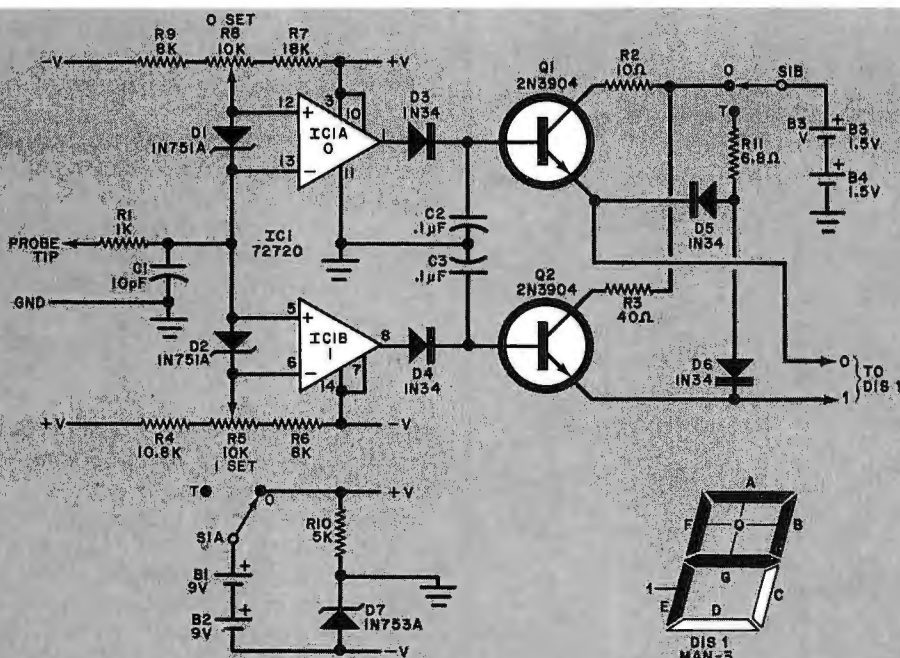 0 SET
R9
8K
R8
10K
R7
18K
-V
+V
D1
1N751A
12
+
13
-
3
10
IC1A
0
1
11
D3
1N34
Q1
2N3904
R2
10Ω
0
S1B
T
R11
6.8Ω
B3
V
B3
1.5V
B4
1.5V
C2
.1µF
C3
.1µF
D5
1N34
R1
1K
PROBE
TIP
C1
10pF
GND
IC1
72720
D2
1N751A
5
+
6
-
IC1B
1
8
7
14
D4
1N34
Q2
2N3904
R3
40Ω
D6
1N34
0
1
TO
DIS 1
+V
R4
10.8K
R5
10K
1 SET
R6
8K
-V
T
0
S1A
+V
R10
5K
B1
9V
B2
9V
D7
1N753A
-V
A
F
O
B
G
1
E
D
C
DIS 1
MAN-3